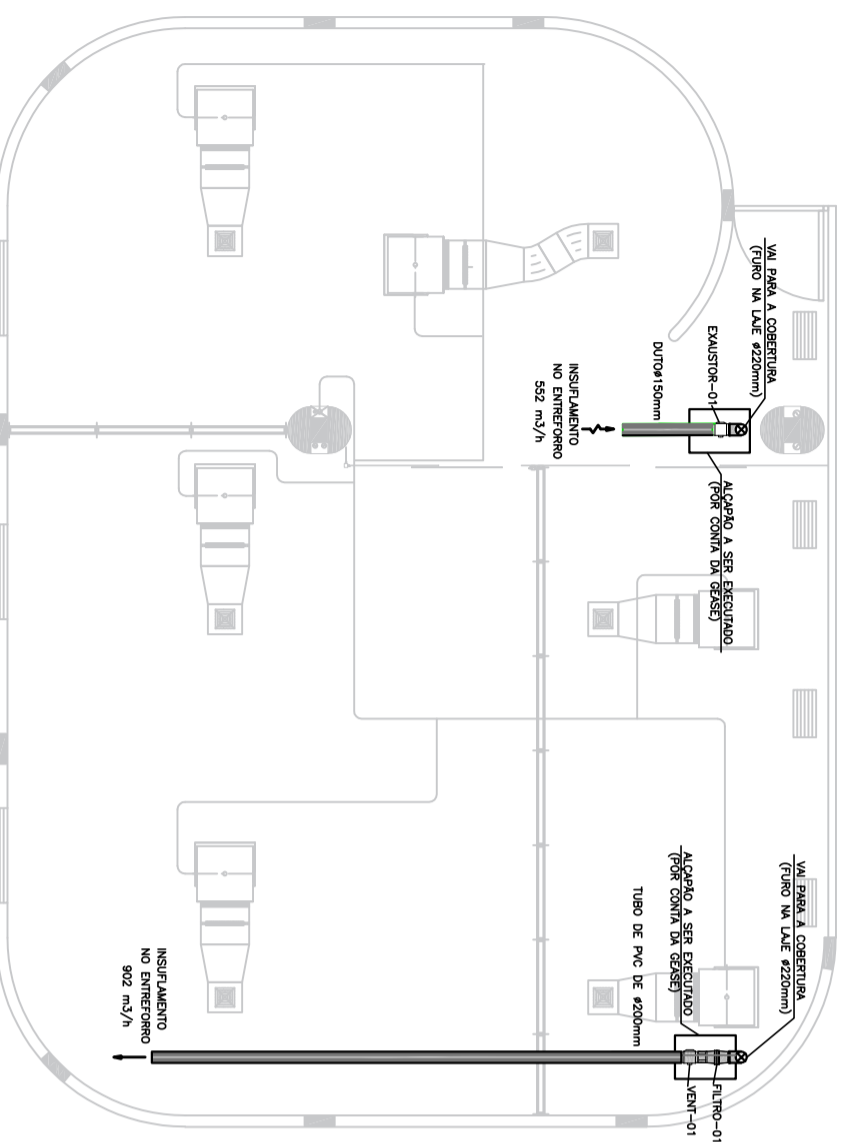 VAI PARA A COBERTURA
(FURO NA LAJE ø220mm)
EXAUSTOR-01
DUTOø150mm
INSUFLAMENTO
NO ENTREFORRO
552 m3/h
ALÇAPÃO A SER EXECUTADO
(POR CONTA DA GEASE)
VAI PARA A COBERTURA
(FURO NA LAJE ø220mm)
ALÇAPÃO A SER EXECUTADO
(POR CONTA DA GEASE)
TUBO DE PVC DE ø200mm
FILTRO-01
VENT-01
INSUFLAMENTO
NO ENTREFORRO
902 m3/h